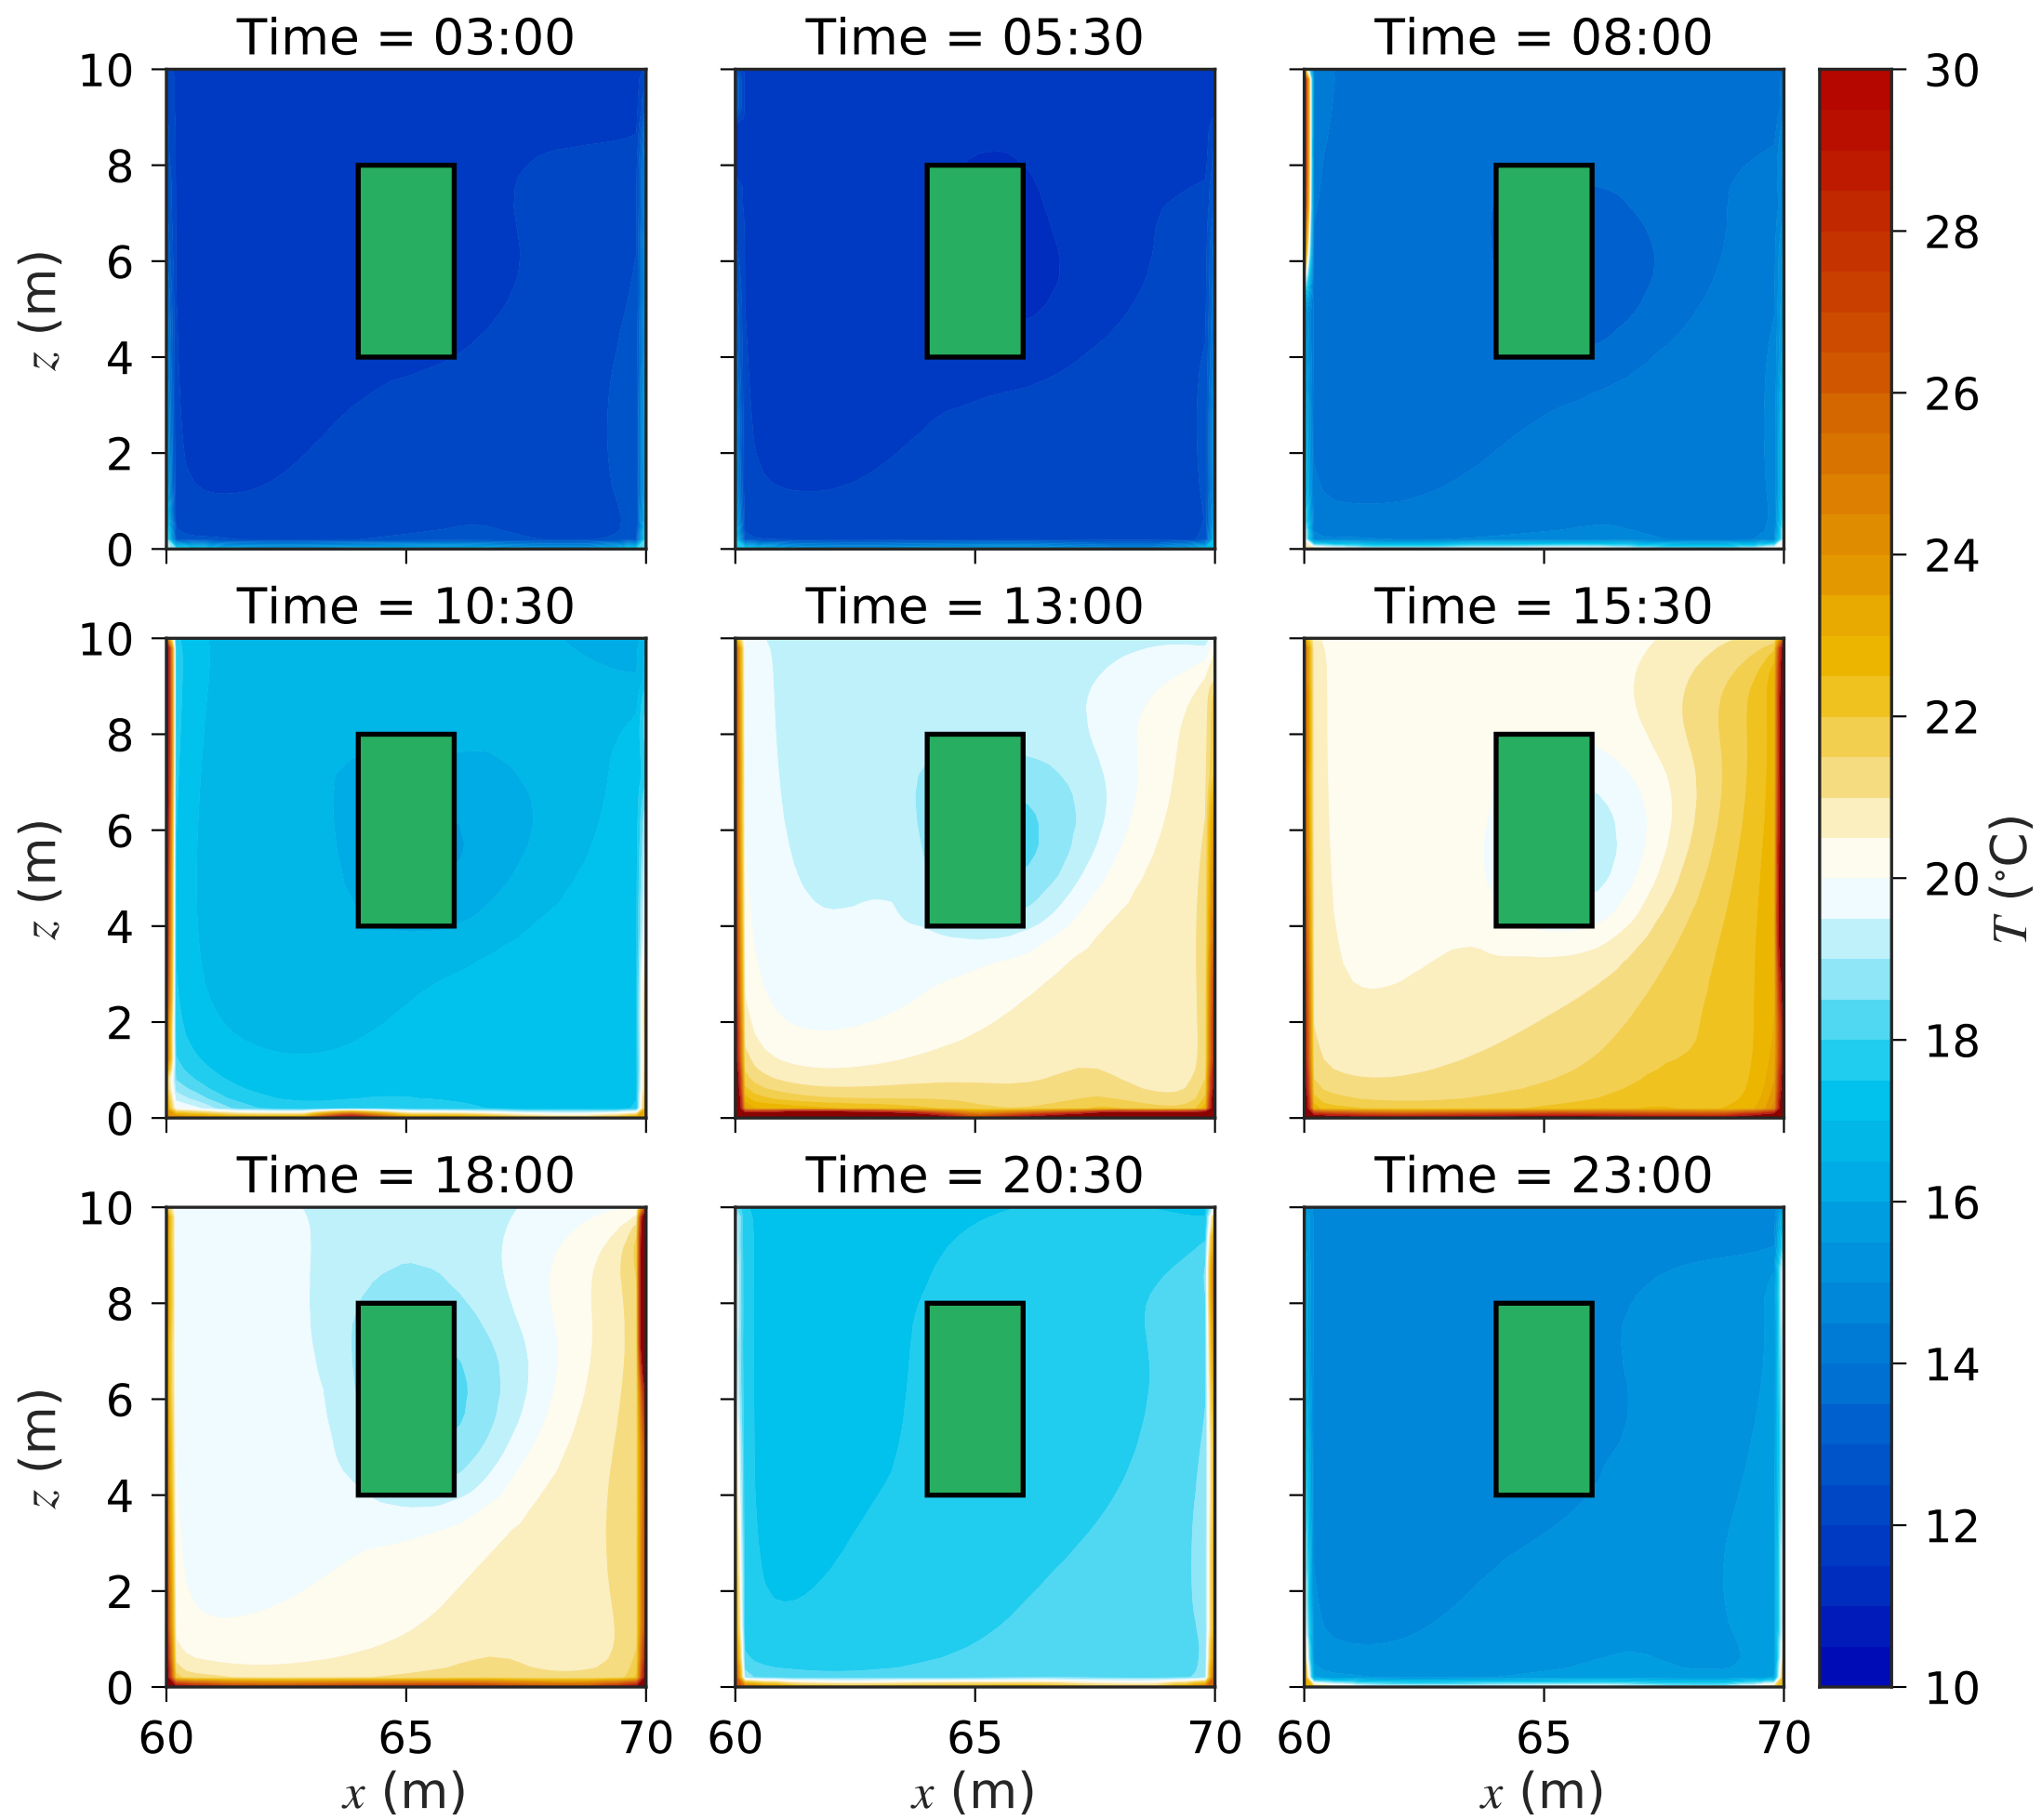 Time = 03:00 Time = 05:30 Time = 08:00
10 30
8 28
6
z (m)
4 26
2
0 24
Time = 10:30 Time = 13:00 Time = 15:30
10
8 22
6
z (m)
20
T (°C)
4
2 18
0
Time = 18:00 Time = 20:30 Time = 23:00
10 16
8
6 14
z (m)
4
2 12
0 10
60 65 70 60 65 70 60 65 70
x (m) x (m) x (m)